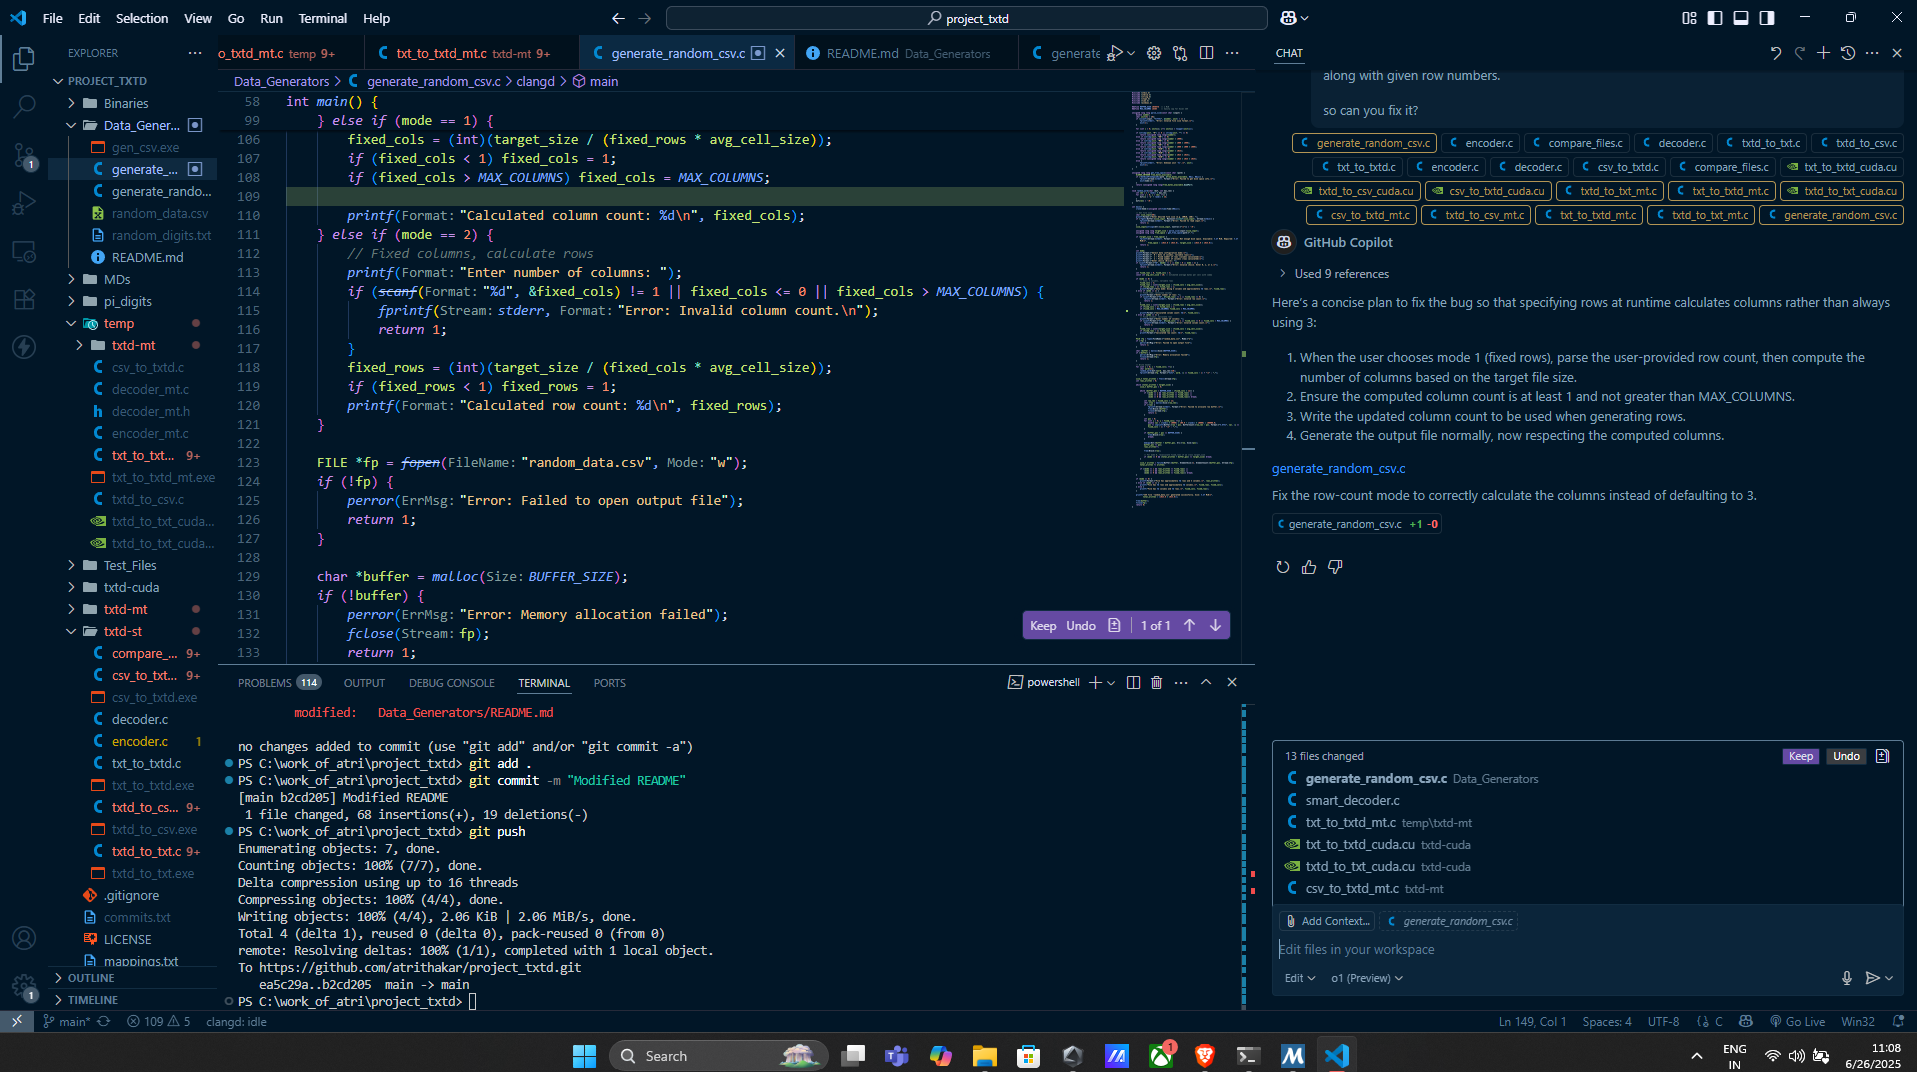 File Edit Selection View Go Run Terminal Help
project_txtd
EXPLORER
PROJECT_TXTD
Binaries
Data_Gener...
gen_csv.exe
generate_...
generate_rando...
random_data.csv
random_digits.txt
README.md
MDs
pi_digits
temp
txtd-mt
csv_to_txtd.c
decoder_mt.c
decoder_mt.h
encoder_mt.c
txt_to_txt... 9+
txt_to_txtd_mt.exe
txtd_to_csv.c
txtd_to_txt_cuda...
txtd_to_txt_cuda...
Test_Files
txtd-cuda
txtd-mt
txtd-st
compare_... 9+
csv_to_txt... 9+
csv_to_txtd.exe
decoder.c
encoder.c 1
txt_to_txtd.c
txt_to_txtd.exe
txtd_to_cs... 9+
txtd_to_csv.exe
txtd_to_txt.c 9+
txtd_to_txt.exe
.gitignore
commits.txt
LICENSE
mappings.txt
OUTLINE
TIMELINE
1
1
o_txtd_mt.c temp 9+
txt_to_txtd_mt.c txtd-mt 9+
generate_random_csv.c
README.md Data_Generators
generate
Data_Generators > generate_random_csv.c > clangd > main
58 int main() {
99 } else if (mode == 1) {
106 fixed_cols = (int)(target_size / (fixed_rows * avg_cell_size));
107 if (fixed_cols < 1) fixed_cols = 1;
108 if (fixed_cols > MAX_COLUMNS) fixed_cols = MAX_COLUMNS;
109
110 printf(Format: "Calculated column count: %d\n", fixed_cols);
111 } else if (mode == 2) {
112 // Fixed columns, calculate rows
113 printf(Format: "Enter number of columns: ");
114 if (scanf(Format: "%d", &fixed_cols) != 1 || fixed_cols <= 0 || fixed_cols > MAX_COLUMNS) {
115 fprintf(Stream: stderr, Format: "Error: Invalid column count.\n");
116 return 1;
117 }
118 fixed_rows = (int)(target_size / (fixed_cols * avg_cell_size));
119 if (fixed_rows < 1) fixed_rows = 1;
120 printf(Format: "Calculated row count: %d\n", fixed_rows);
121 }
122
123 FILE *fp = fopen(FileName: "random_data.csv", Mode: "w");
124 if (!fp) {
125 perror(ErrMsg: "Error: Failed to open output file");
126 return 1;
127 }
128
129 char *buffer = malloc(Size: BUFFER_SIZE);
130 if (!buffer) {
131 perror(ErrMsg: "Error: Memory allocation failed");
132 fclose(Stream: fp);
133 return 1;
Keep Undo 1 of 1
PROBLEMS 114 OUTPUT DEBUG CONSOLE TERMINAL PORTS
powershell
modified: Data_Generators/README.md
no changes added to commit (use "git add" and/or "git commit -a")
PS C:\work_of_atri\project_txtd> git add .
PS C:\work_of_atri\project_txtd> git commit -m "Modified README"
[main b2cd205] Modified README
1 file changed, 68 insertions(+), 19 deletions(-)
PS C:\work_of_atri\project_txtd> git push
Enumerating objects: 7, done.
Counting objects: 100% (7/7), done.
Delta compression using up to 16 threads
Compressing objects: 100% (4/4), done.
Writing objects: 100% (4/4), 2.06 KiB | 2.06 MiB/s, done.
Total 4 (delta 1), reused 0 (delta 0), pack-reused 0 (from 0)
remote: Resolving deltas: 100% (1/1), completed with 1 local object.
To https://github.com/atrithakar/project_txtd.git
ea5c29a..b2cd205 main -> main
PS C:\work_of_atri\project_txtd>
CHAT
along with given row numbers.
so can you fix it?
generate_random_csv.c encoder.c compare_files.c decoder.c txtd_to_txt.c txtd_to_csv.c
txt_to_txtd.c encoder.c decoder.c csv_to_txtd.c compare_files.c txt_to_txtd_cuda.cu
txtd_to_csv_cuda.cu csv_to_txtd_cuda.cu txtd_to_txt_mt.c txt_to_txtd_mt.c txtd_to_txt_cuda.cu
csv_to_txtd_mt.c txtd_to_csv_mt.c txt_to_txtd_mt.c txtd_to_txt_mt.c generate_random_csv.c
GitHub Copilot
Used 9 references
Here's a concise plan to fix the bug so that specifying rows at runtime calculates columns rather than always
using 3:
1. When the user chooses mode 1 (fixed rows), parse the user-provided row count, then compute the
number of columns based on the target file size.
2. Ensure the computed column count is at least 1 and not greater than MAX_COLUMNS.
3. Write the updated column count to be used when generating rows.
4. Generate the output file normally, now respecting the computed columns.
generate_random_csv.c
Fix the row-count mode to correctly calculate the columns instead of defaulting to 3.
generate_random_csv.c +1 -0
13 files changed Keep Undo
generate_random_csv.c Data_Generators
smart_decoder.c
txt_to_txtd_mt.c temp\txtd-mt
txt_to_txtd_cuda.cu txtd-cuda
txtd_to_txt_cuda.cu txtd-cuda
csv_to_txtd_mt.c txtd-mt
Add Context... generate_random_csv.c
Edit files in your workspace
Edit o1 (Preview)
main* 109 5 clangd: idle
Ln 149, Col 1 Spaces: 4 UTF-8 C Go Live Win32
Search
1
ENG
IN
11:08
6/26/2025